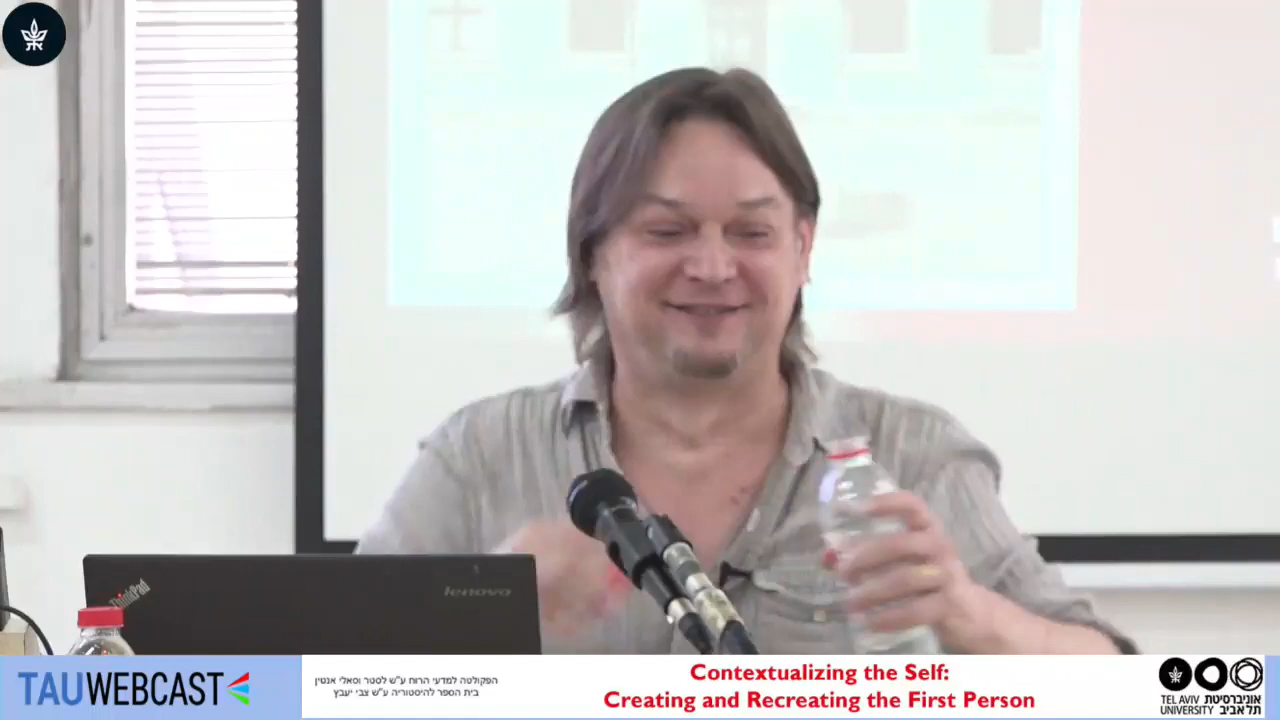 ThinkPad
lenovo
TAUWEBCAST
הפקולטה למדעי הרוח ע"ש לסטר וסאלי אנטין
בית הספר להיסטוריה ע"ש צבי יעבץ
Contextualizing the Self:
Creating and Recreating the First Person
TEL AVIV אוניברסיטת
UNIVERSITY תל אביב